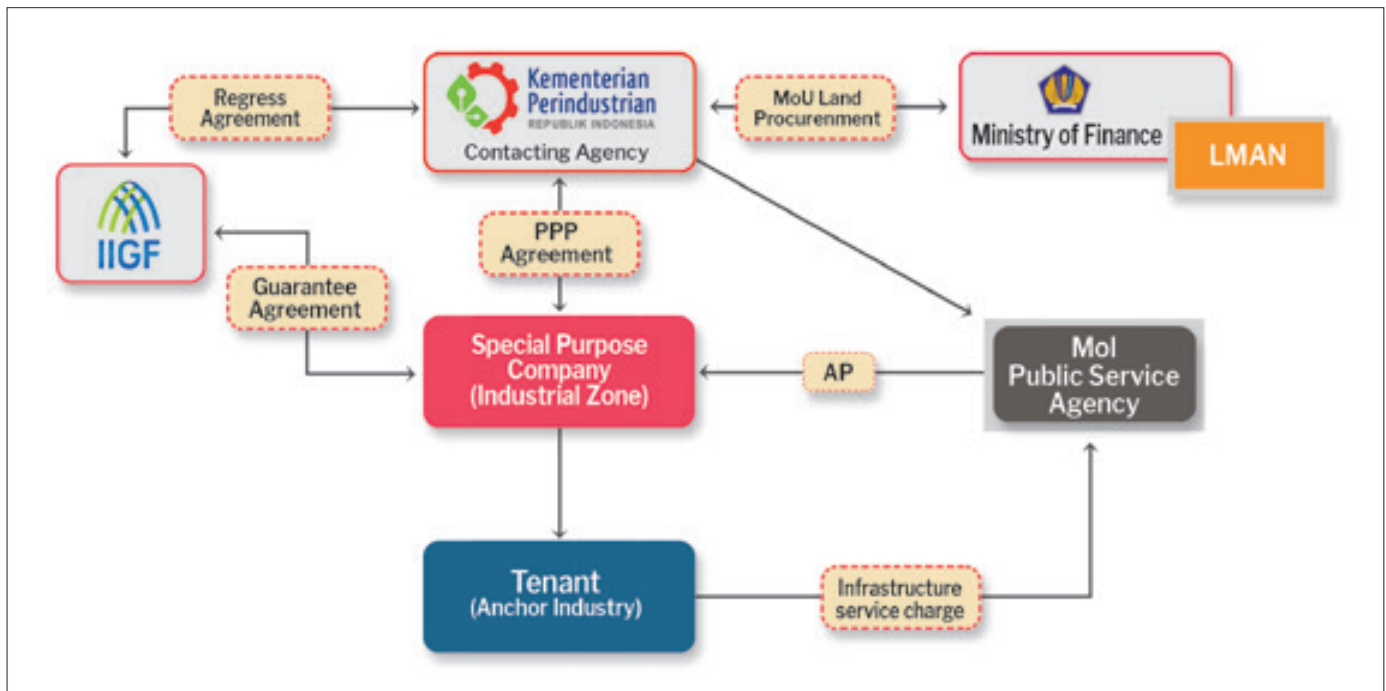 Regress
Agreement
Kementerian
Perindustrian
REPUBLIK INDONESIA
Contacting Agency
MoU Land
Procurenment
Ministry of Finance
LMAN
IIGF
Guarantee
Agreement
PPP
Agreement
Special Purpose
Company
(Industrial Zone)
AP
MoI
Public Service
Agency
Tenant
(Anchor Industry)
Infrastructure
service charge